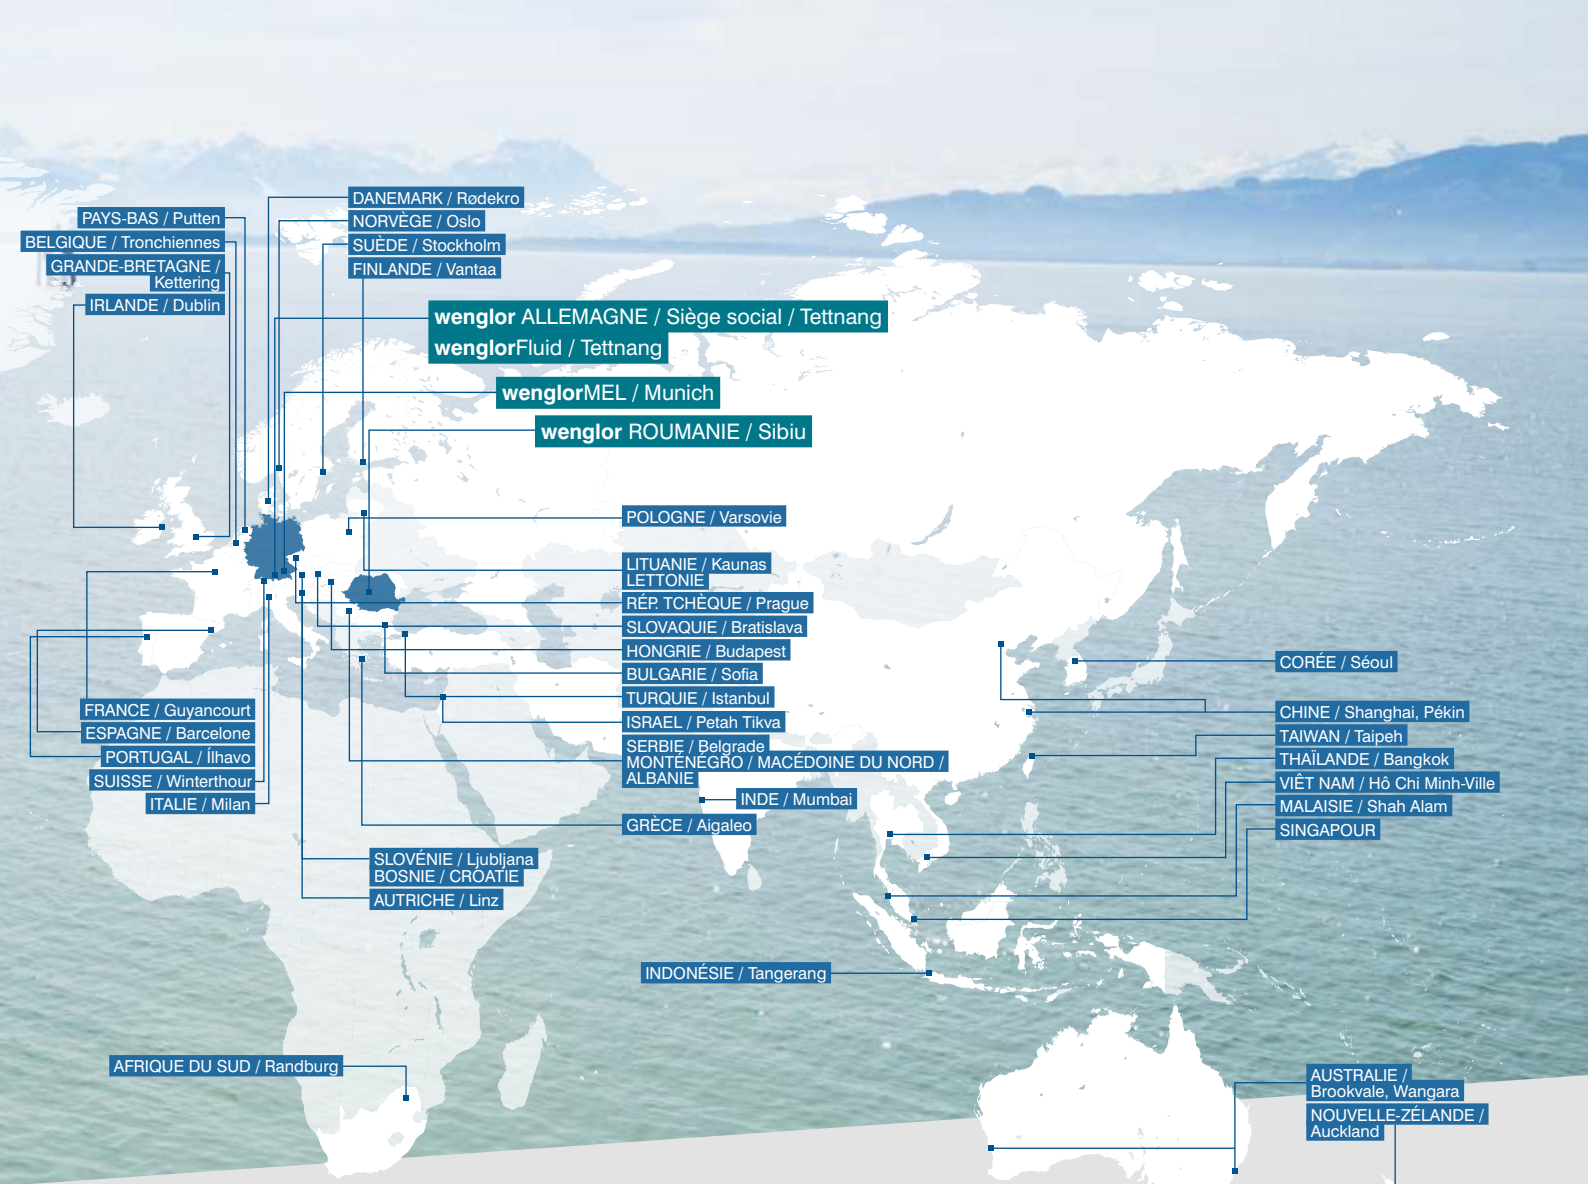 DANEMARK / Rødekro
NORVÈGE / Oslo
SUÈDE / Stockholm
FINLANDE / Vantaa
PAYS-BAS / Putten
BELGIQUE / Tronchiennes
GRANDE-BRETAGNE /
Kettering
IRLANDE / Dublin
wenglor ALLEMAGNE / Siège social / Tettnang
wenglorFluid / Tettnang
wenglorMEL / Munich
wenglor ROUMANIE / Sibiu
POLOGNE / Varsovie
LITUANIE / Kaunas
LETTONIE
RÉP. TCHÈQUE / Prague
SLOVAQUIE / Bratislava
HONGRIE / Budapest
BULGARIE / Sofia
TURQUIE / Istanbul
ISRAEL / Petah Tikva
SERBIE / Belgrade
MONTÉNÉGRO / MACÉDOINE DU NORD /
ALBANIE
INDE / Mumbai
GRÈCE / Aigaleo
FRANCE / Guyancourt
ESPAGNE / Barcelone
PORTUGAL / Ílhavo
SUISSE / Winterthour
ITALIE / Milan
SLOVÉNIE / Ljubljana
BOSNIE / CROATIE
AUTRICHE / Linz
CORÉE / Séoul
CHINE / Shanghai, Pékin
TAIWAN / Taipeh
THAÏLANDE / Bangkok
VIÊT NAM / Hô Chi Minh-Ville
MALAISIE / Shah Alam
SINGAPOUR
INDONÉSIE / Tangerang
AFRIQUE DU SUD / Randburg
AUSTRALIE /
Brookvale, Wangara
NOUVELLE-ZÉLANDE /
Auckland